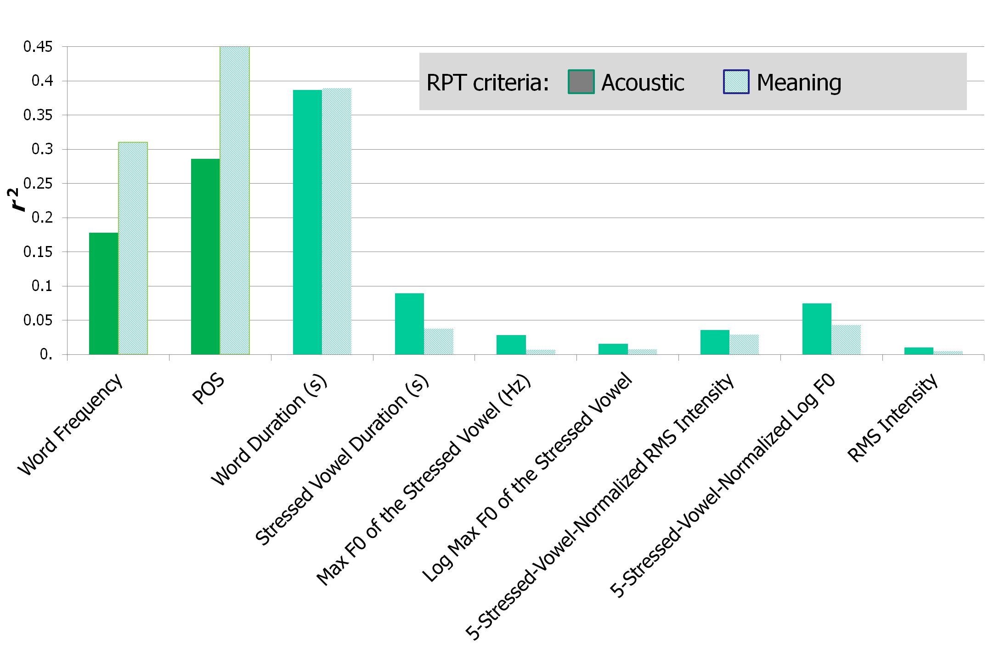 0.45
0.4
0.35
0.3
0.25
0.2
0.15
0.1
0.05
0.
r²
RPT criteria: Acoustic Meaning
Word Frequency
POS
Word Duration (s)
Stressed Vowel Duration (s)
Max F0 of the Stressed Vowel (Hz)
Log Max F0 of the Stressed Vowel
5-Stressed-Vowel-Normalized RMS Intensity
5-Stressed-Vowel-Normalized Log F0
RMS Intensity